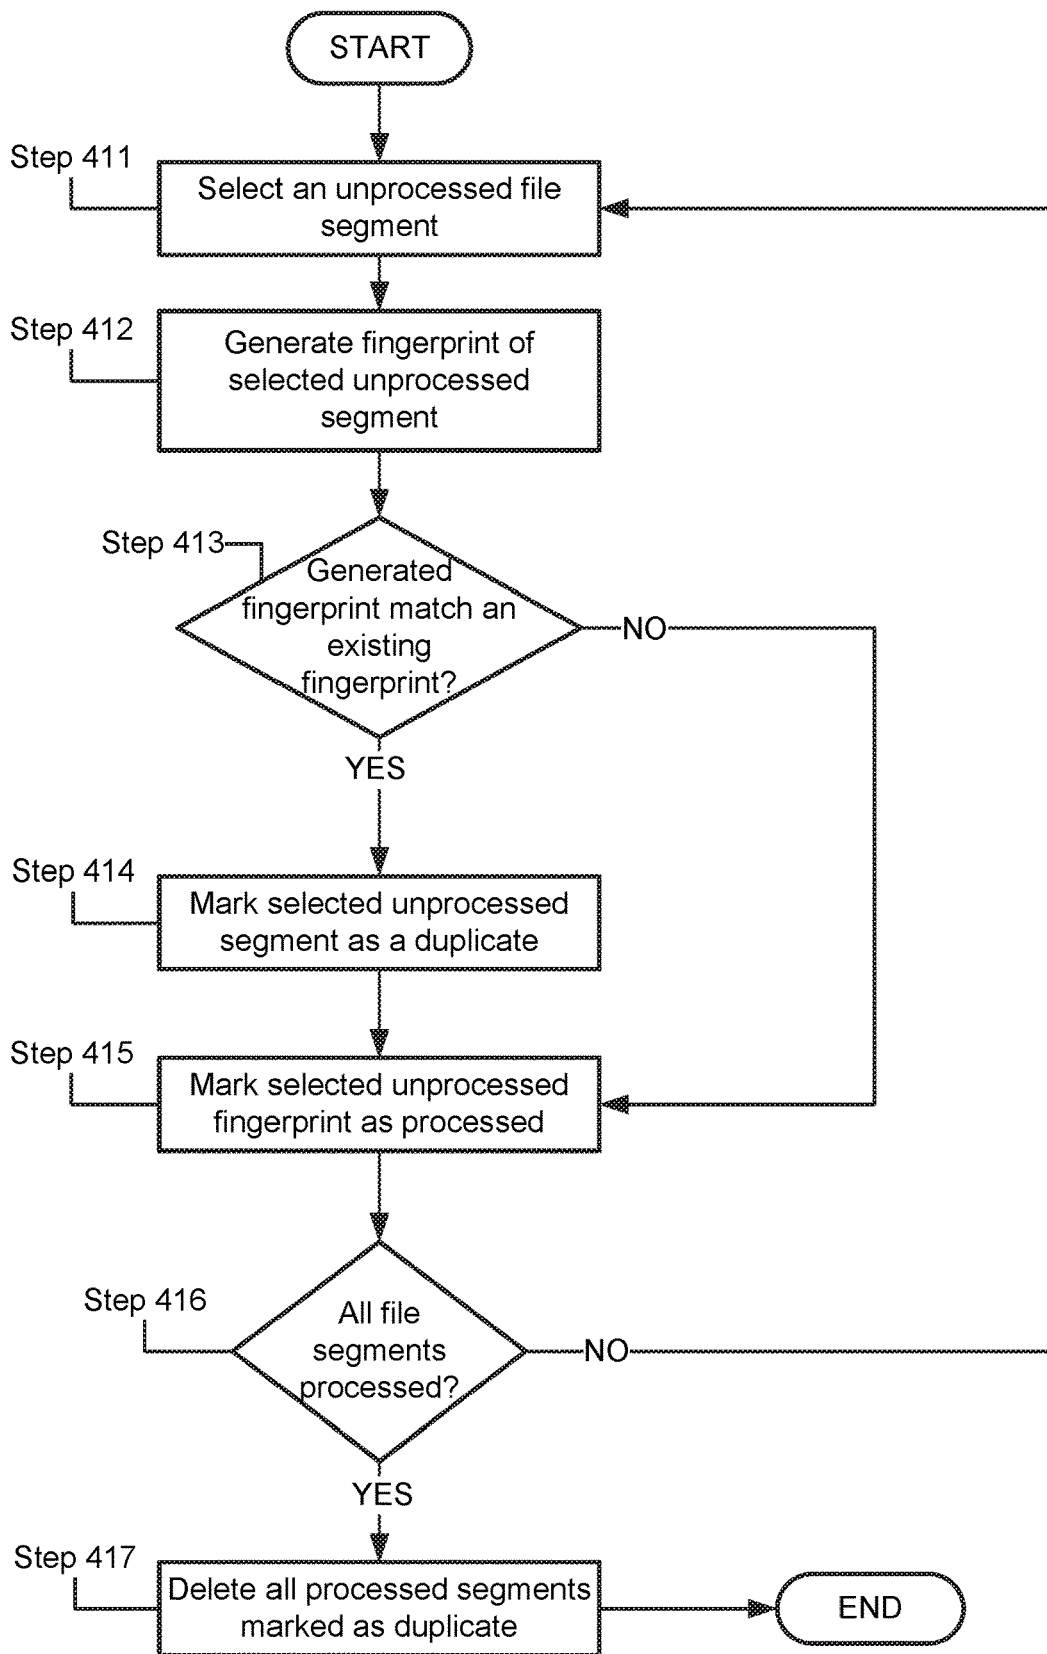 START
Step 411
Select an unprocessed file
segment
Step 412
Generate fingerprint of
selected unprocessed
segment
Step 413
Generated
fingerprint match an
existing
fingerprint?
NO
YES
Step 414
Mark selected unprocessed
segment as a duplicate
Step 415
Mark selected unprocessed
fingerprint as processed
Step 416
All file
segments
processed?
NO
YES
Step 417
Delete all processed segments
marked as duplicate
END